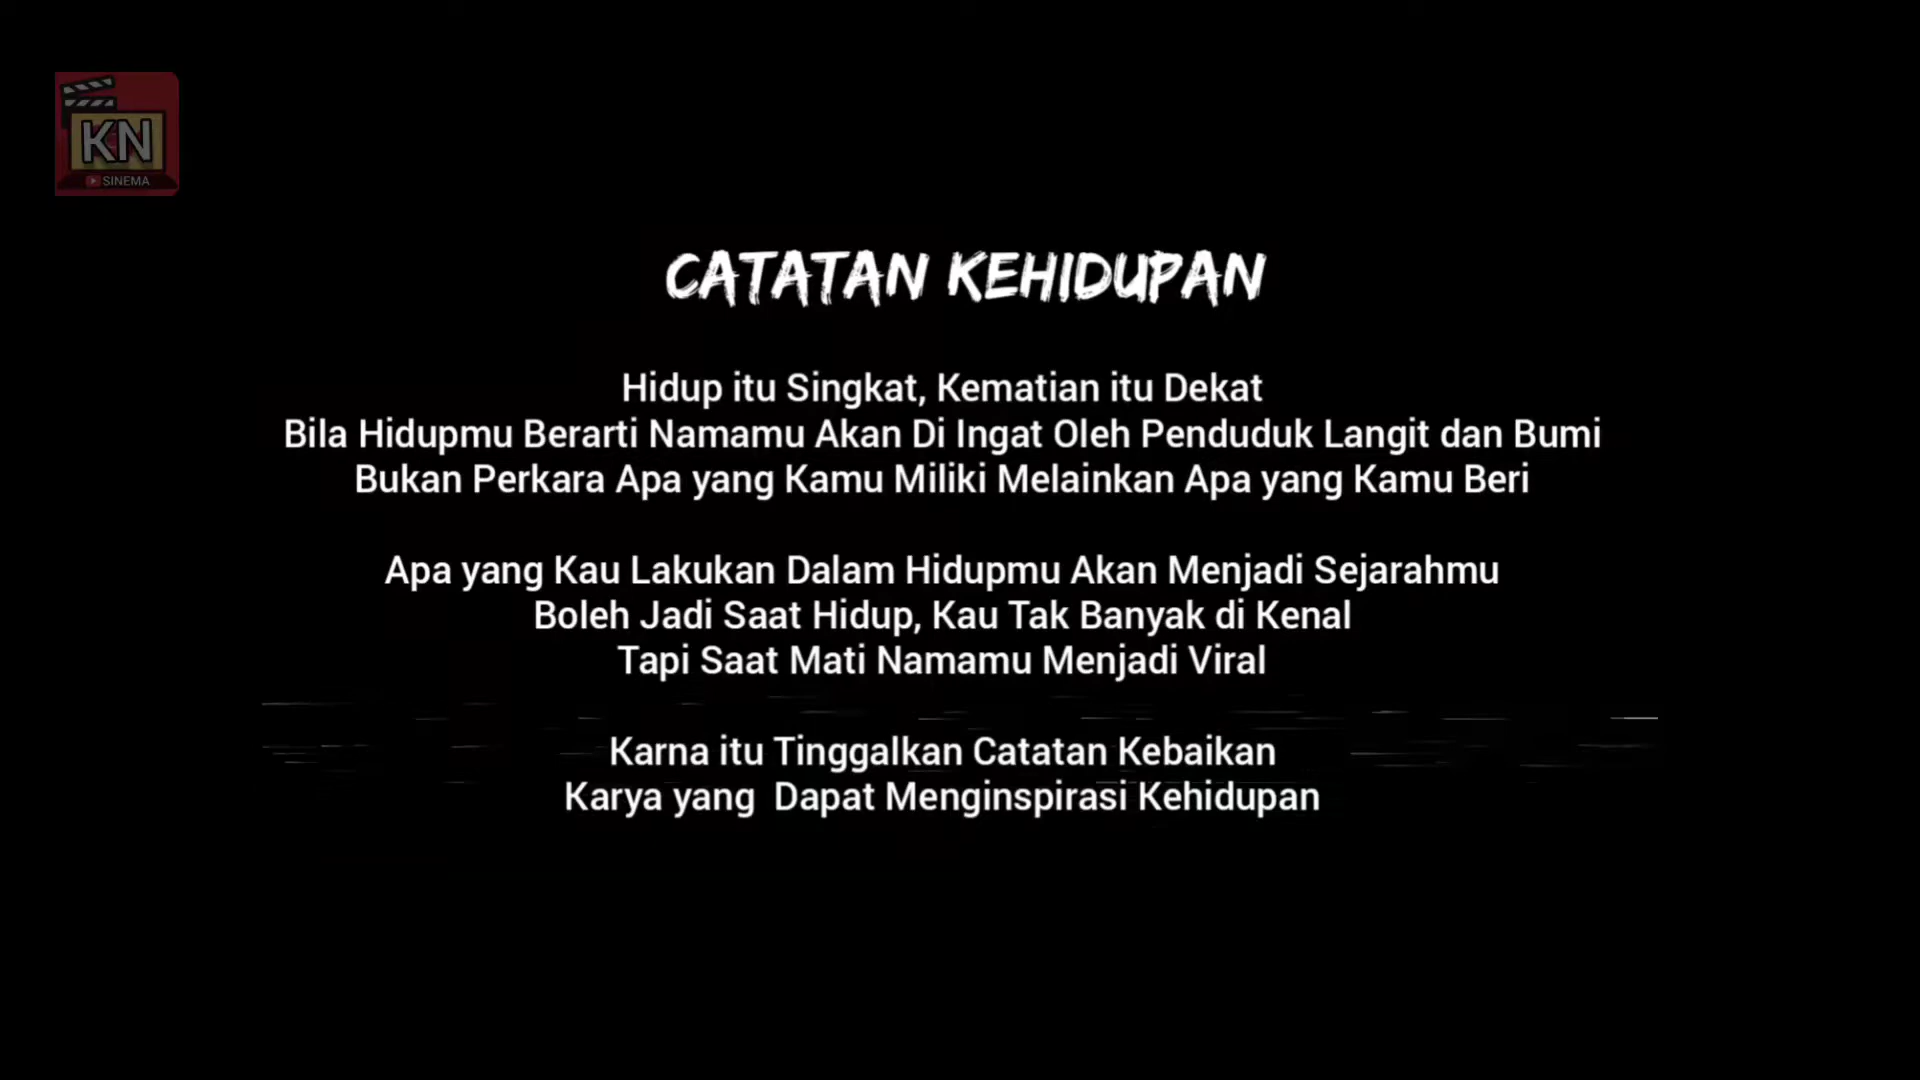 KN
SINEMA
CATATAN KEHIDUPAN
Hidup itu Singkat, Kematian itu Dekat
Bila Hidupmu Berarti Namamu Akan Di Ingat Oleh Penduduk Langit dan Bumi
Bukan Perkara Apa yang Kamu Miliki Melainkan Apa yang Kamu Beri
Apa yang Kau Lakukan Dalam Hidupmu Akan Menjadi Sejarahmu
Boleh Jadi Saat Hidup, Kau Tak Banyak di Kenal
Tapi Saat Mati Namamu Menjadi Viral
Karna itu Tinggalkan Catatan Kebaikan
Karya yang  Dapat Menginspirasi Kehidupan